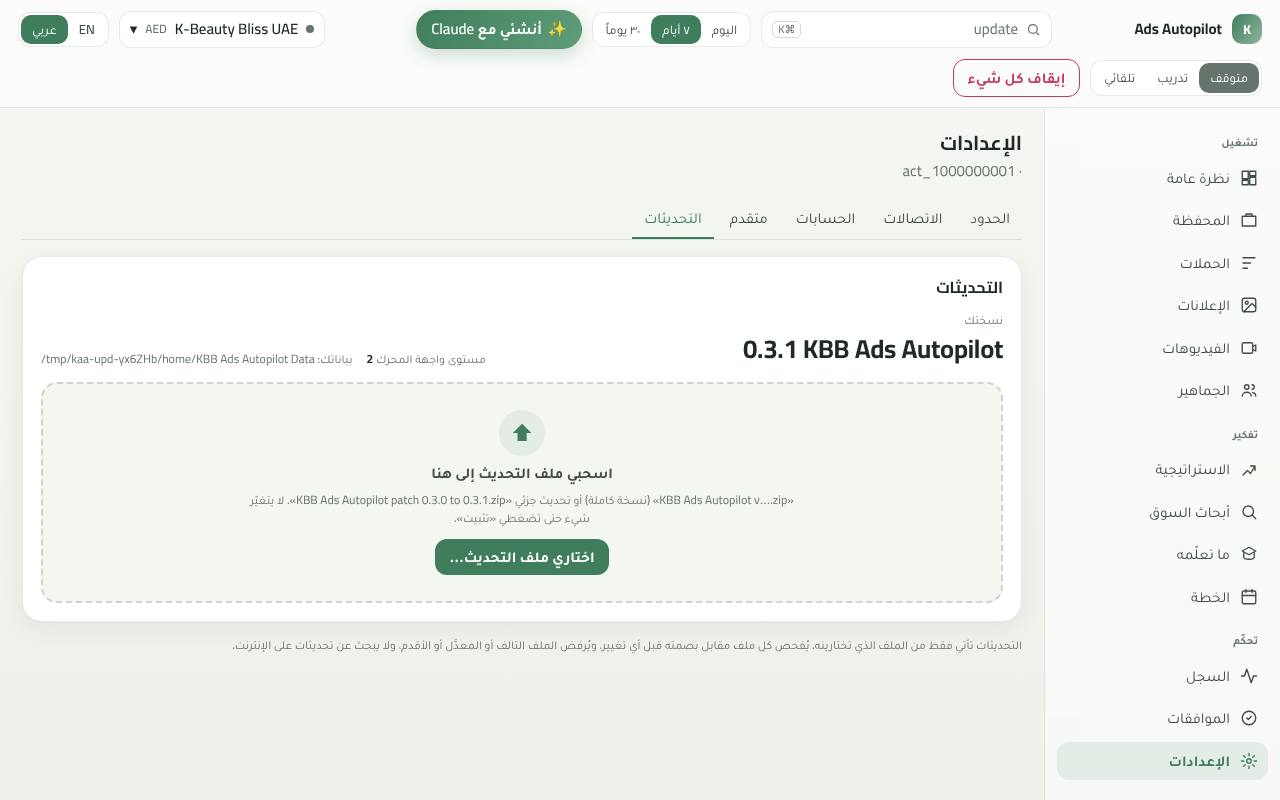 K
Ads Autopilot
update
⌘K
اليوم
٧ أيام
٣٠ يوماً
✨ أنشئي مع Claude
K-Beauty Bliss UAE AED ▾
EN
عربي
متوقف
تدريب
تلقائي
إيقاف كل شيء
تشغيل
نظرة عامة
المحفظة
الحملات
الإعلانات
الفيديوهات
الجماهير
تفكير
الاستراتيجية
أبحاث السوق
ما تعلّمه
الخطة
تحكّم
السجل
الموافقات
الإعدادات
الإعدادات
· act_1000000001
الحدود
الاتصالات
الحسابات
متقدم
التحديثات
التحديثات
نسختك
0.3.1 KBB Ads Autopilot
مستوى واجهة المحرك 2
بياناتك: /tmp/kaa-upd-yx6ZHb/home/KBB Ads Autopilot Data
اسحبي ملف التحديث إلى هنا
«KBB Ads Autopilot v….zip» (نسخة كاملة) أو تحديث جزئي «KBB Ads Autopilot patch 0.3.0 to 0.3.1.zip». لا يتغيّر
شيء حتى تضغطي «تثبيت».
اختاري ملف التحديث…
التحديثات تأتي فقط من الملف الذي تختارينه. يُفحص كل ملف مقابل بصمته قبل أي تغيير، ويُرفض الملف التالف أو المعدَّل أو الأقدم. ولا يبحث عن تحديثات على الإنترنت.